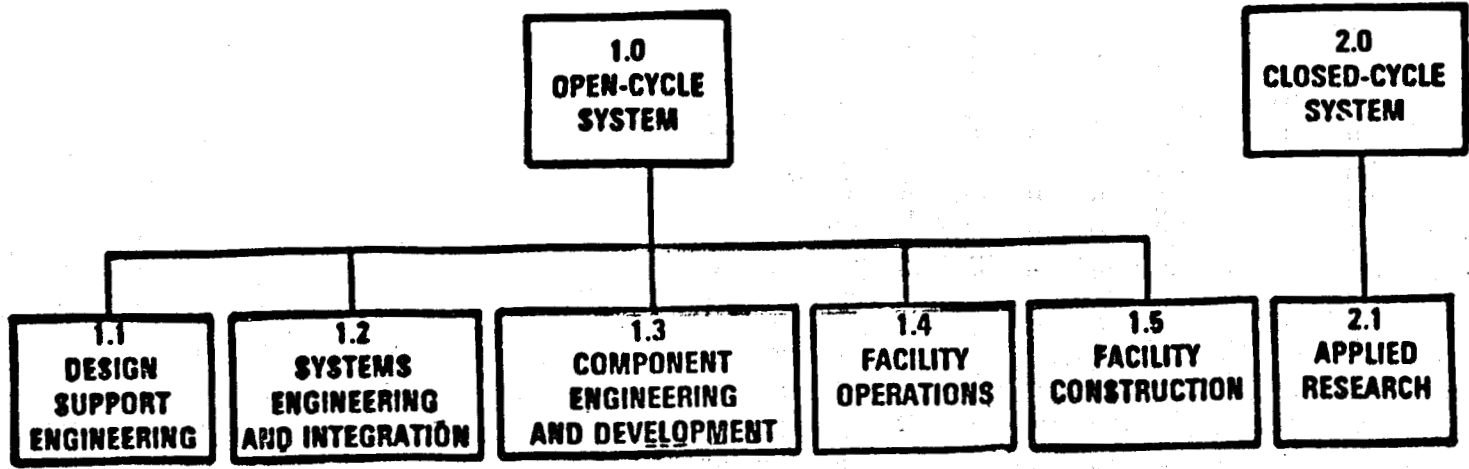 1.0
OPEN-CYCLE
SYSTEM
2.0
CLOSED-CYCLE
SYSTEM
1.1
DESIGN
SUPPORT
ENGINEERING
1.2
SYSTEMS
ENGINEERING
AND INTEGRATION
1.3
COMPONENT
ENGINEERING
AND DEVELOPMENT
1.4
FACILITY
OPERATIONS
1.5
FACILITY
CONSTRUCTION
2.1
APPLIED
RESEARCH